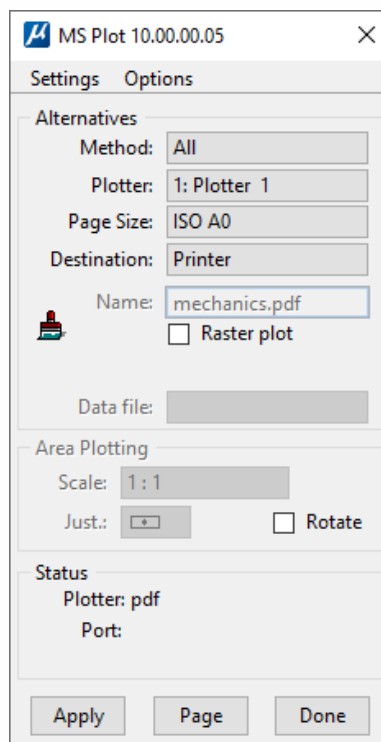 MS Plot 10.00.00.05
Settings Options
Alternatives
Method: All
Plotter: 1: Plotter 1
Page Size: ISO A0
Destination: Printer
Name: mechanics.pdf
Raster plot
Data file:
Area Plotting
Scale: 1 : 1
Just.: Rotate
Status
Plotter: pdf
Port:
Apply Page Done